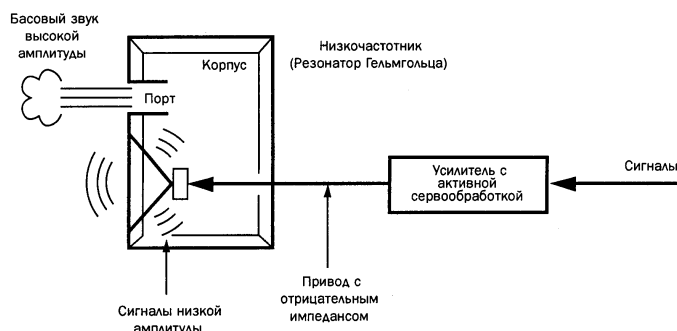 Басовый звук
высокой
амплитуды
Корпус
Порт
Низкочастотник
(Резонатор Гельмгольца)
Усилитель с
активной
сервообработкой
Сигналы
Привод с
отрицательным
импедансом
Сигналы низкой
амплитуды